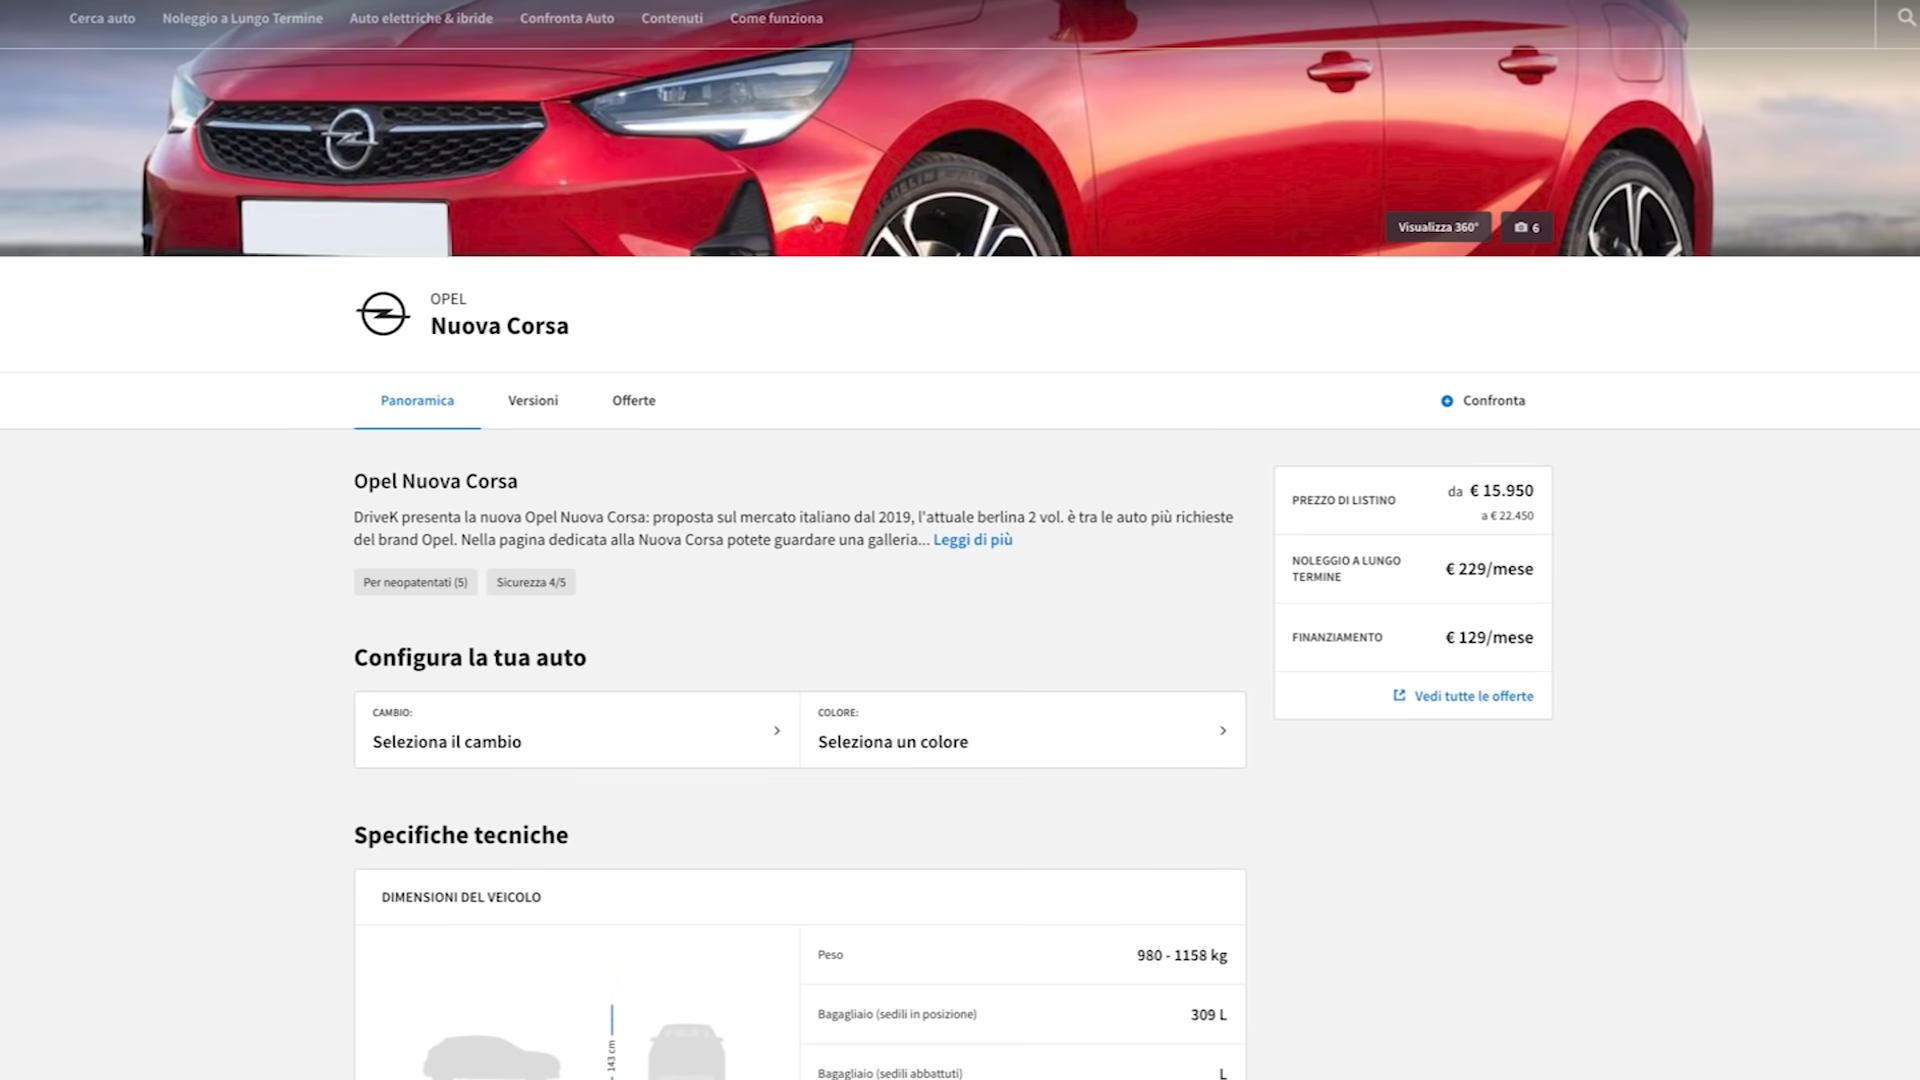 Cerca auto
Noleggio a Lungo Termine
Auto elettriche & ibride
Confronta Auto
Contenuti
Come funziona
Visualizza 360°
6
OPEL
Nuova Corsa
Panoramica
Versioni
Offerte
Confronta
Opel Nuova Corsa
DriveK presenta la nuova Opel Nuova Corsa: proposta sul mercato italiano dal 2019, l'attuale berlina 2 vol. è tra le auto più richieste
del brand Opel. Nella pagina dedicata alla Nuova Corsa potete guardare una galleria... Leggi di più
Per neopatentati (5)
Sicurezza 4/5
PREZZO DI LISTINO
da € 15.950
a € 22.450
NOLEGGIO A LUNGO
TERMINE
€ 229/mese
FINANZIAMENTO
€ 129/mese
Vedi tutte le offerte
Configura la tua auto
CAMBIO:
Seleziona il cambio
COLORE:
Seleziona un colore
Specifiche tecniche
DIMENSIONI DEL VEICOLO
Peso
980 - 1158 kg
Bagagliaio (sedili in posizione)
309 L
Bagagliaio (sedili abbattuti)
L
- 143 cm